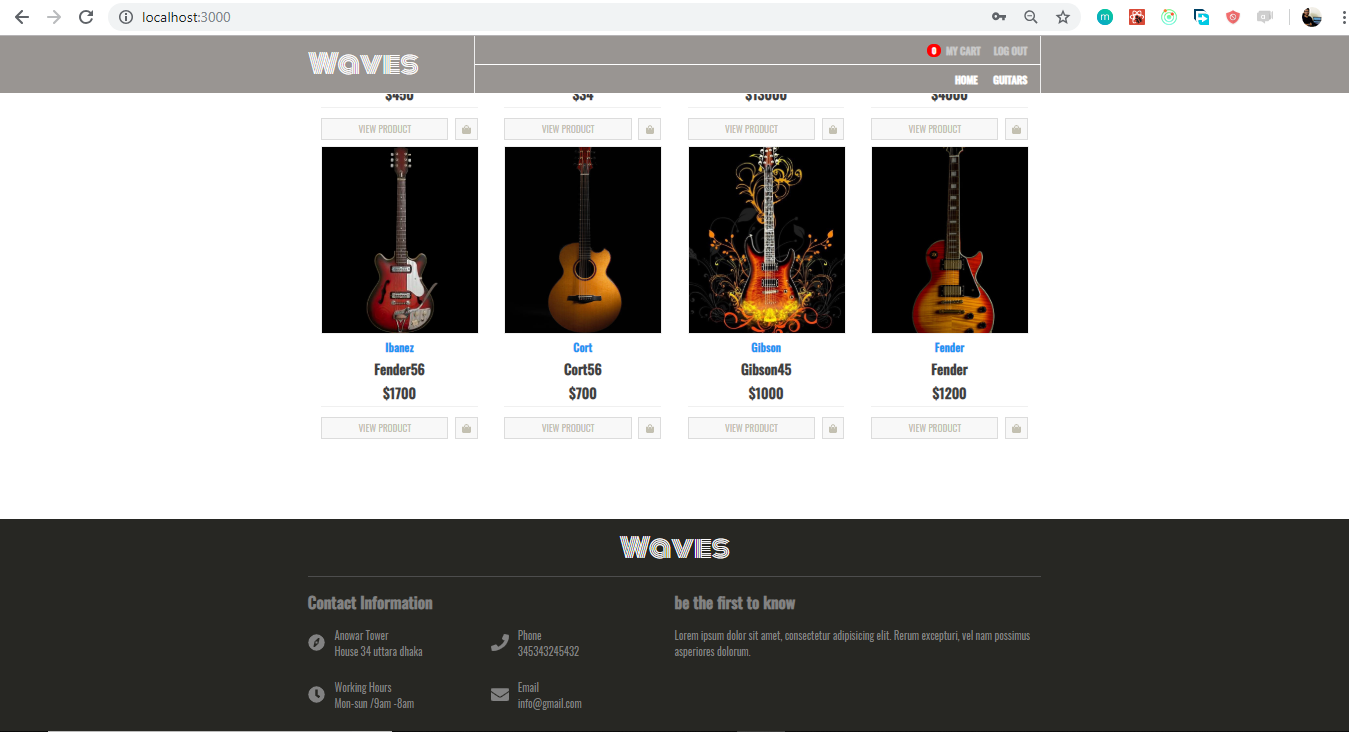 localhost:3000
Waves
0 MY CART LOG OUT
HOME GUITARS
$450 $34 $13000 $4000
VIEW PRODUCT VIEW PRODUCT VIEW PRODUCT VIEW PRODUCT
Ibanez Cort Gibson Fender
Fender56 Cort56 Gibson45 Fender
$1700 $700 $1000 $1200
VIEW PRODUCT VIEW PRODUCT VIEW PRODUCT VIEW PRODUCT
Waves
Contact Information
Anowar Tower
House 34 uttara dhaka
Phone
345343245432
Working Hours
Mon-sun /9am -8am
Email
info@gmail.com
be the first to know
Lorem ipsum dolor sit amet, consectetur adipisicing elit. Rerum excepturi, vel nam possimus
asperiores dolorum.